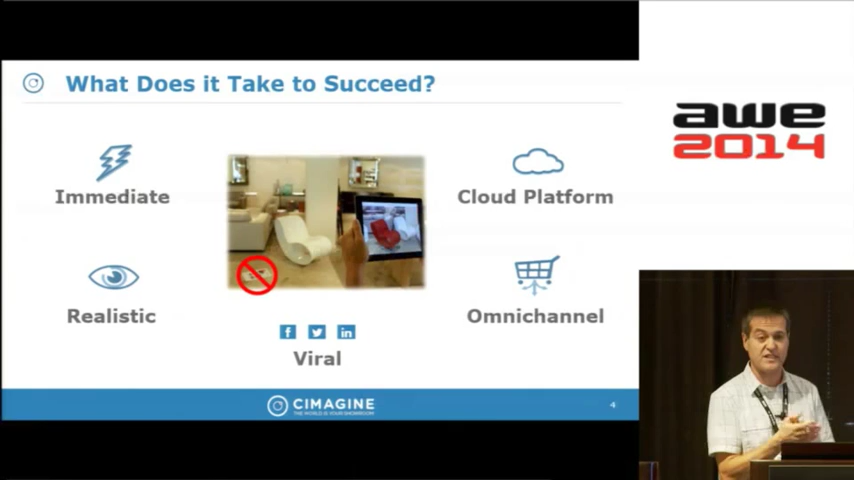 What Does it Take to Succeed?
awe
2014
Immediate
Cloud Platform
Realistic
Omnichannel
f
in
Viral
CIMAGINE
THE WORLD IS YOUR SHOWROOM
4